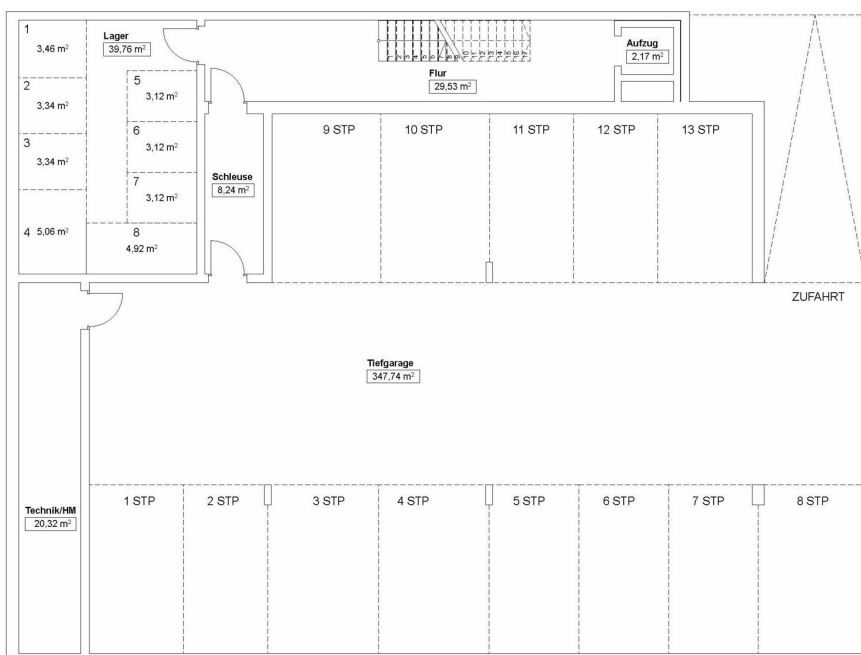 1
3,46 m²
Lager
39,76 m²
2
3,34 m²
3
3,34 m²
4 5,06 m²
5
3,12 m²
6
3,12 m²
7
3,12 m²
8
4,92 m²
Flur
29,53 m²
Aufzug
2,17 m²
Schleuse
8,24 m²
9 STP
10 STP
11 STP
12 STP
13 STP
ZUFAHRT
Tiefgarage
347,74 m²
Technik/HM
20,32 m²
1 STP
2 STP
3 STP
4 STP
5 STP
6 STP
7 STP
8 STP